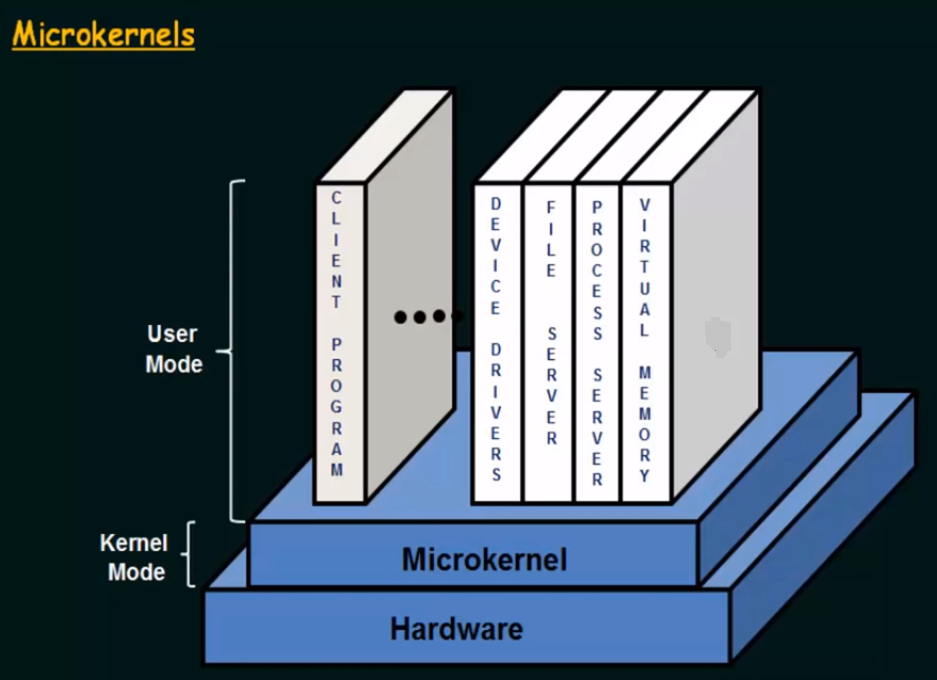 Microkernels
CLIENT PROGRAM
DEVICE DRIVERS
FILE SERVER
PROCESS SERVER
VIRTUAL MEMORY
User
Mode
Kernel
Mode
Microkernel
Hardware